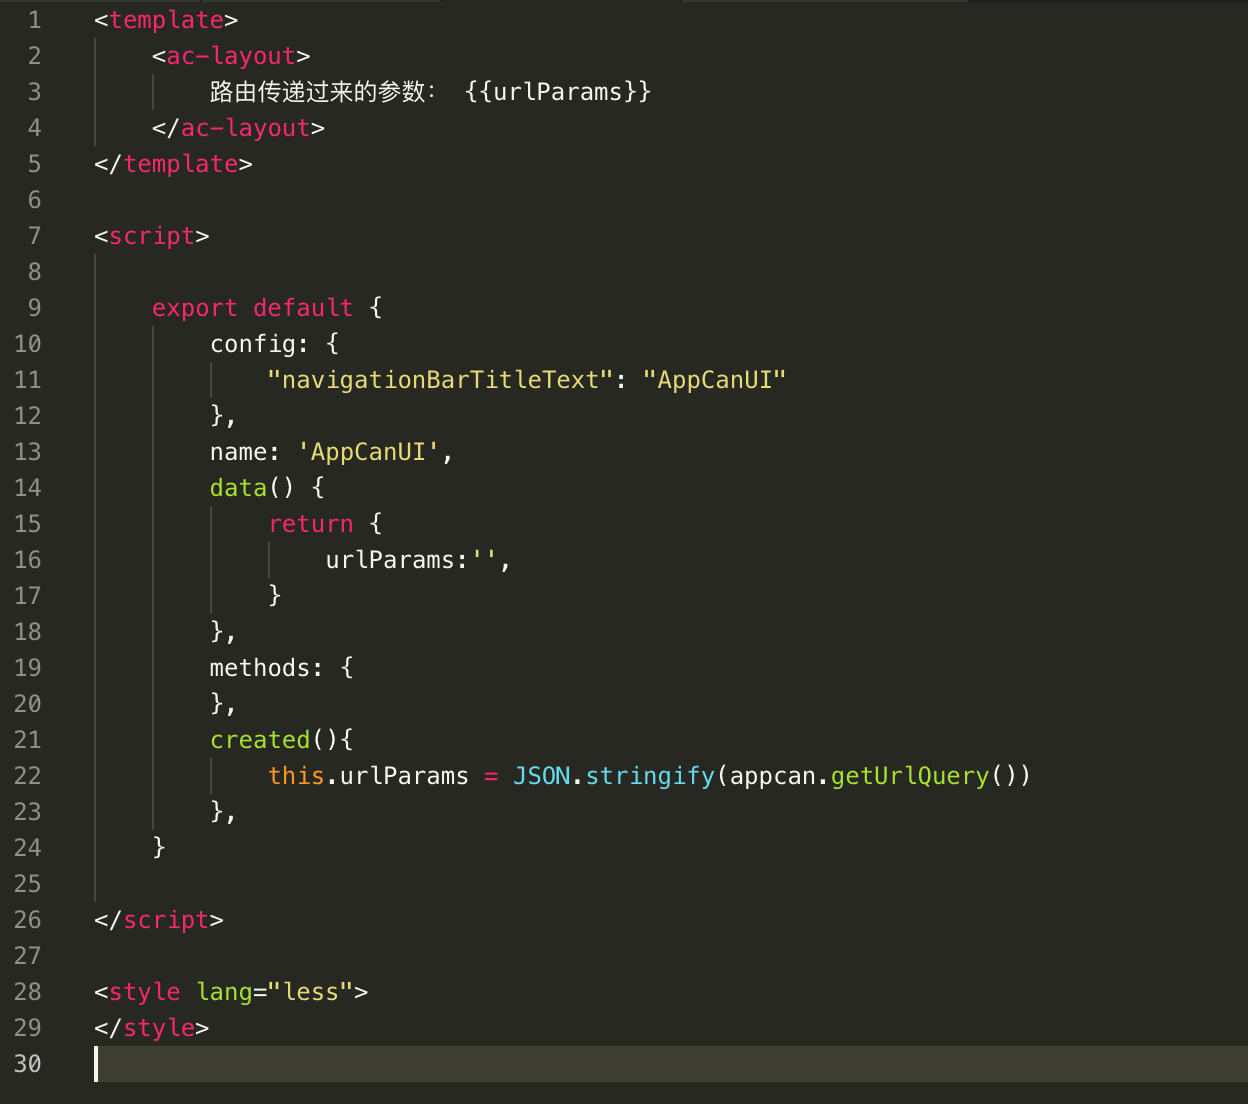 1 <template>
2     <ac-layout>
3         路由传递过来的参数： {{urlParams}}
4     </ac-layout>
5 </template>
6
7 <script>
8
9     export default {
10         config: {
11             "navigationBarTitleText": "AppCanUI"
12         },
13         name: 'AppCanUI',
14         data() {
15             return {
16                 urlParams:'',
17             }
18         },
19         methods: {
20         },
21         created(){
22             this.urlParams = JSON.stringify(appcan.getUrlQuery())
23         },
24     }
25
26 </script>
27
28 <style lang="less">
29 </style>
30